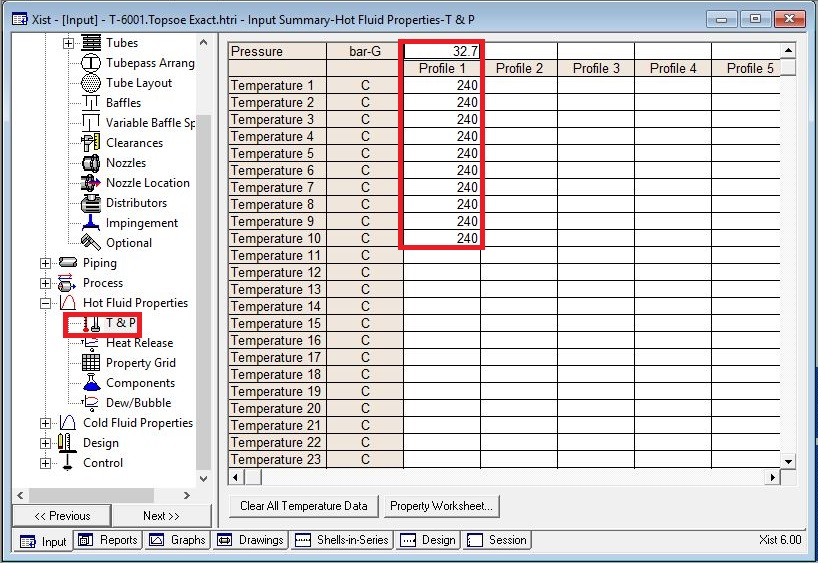 Xist - [Input] - T-6001.Topsoe Exact.htri - Input Summary-Hot Fluid Properties-T & P
Tubes
Tubepass Arrang
Tube Layout
Baffles
Variable Baffle Sp
Clearances
Nozzles
Nozzle Location
Distributors
Impingement
Optional
Piping
Process
Hot Fluid Properties
T & P
Heat Release
Property Grid
Components
Dew/Bubble
Cold Fluid Properties
Design
Control
<< Previous
Next >>
Pressure bar-G 32.7
Profile 1 Profile 2 Profile 3 Profile 4 Profile 5
Temperature 1 C 240
Temperature 2 C 240
Temperature 3 C 240
Temperature 4 C 240
Temperature 5 C 240
Temperature 6 C 240
Temperature 7 C 240
Temperature 8 C 240
Temperature 9 C 240
Temperature 10 C 240
Temperature 11 C
Temperature 12 C
Temperature 13 C
Temperature 14 C
Temperature 15 C
Temperature 16 C
Temperature 17 C
Temperature 18 C
Temperature 19 C
Temperature 20 C
Temperature 21 C
Temperature 22 C
Temperature 23 C
Clear All Temperature Data
Property Worksheet...
Input Reports Graphs Drawings Shells-in-Series Design Session
Xist 6.00